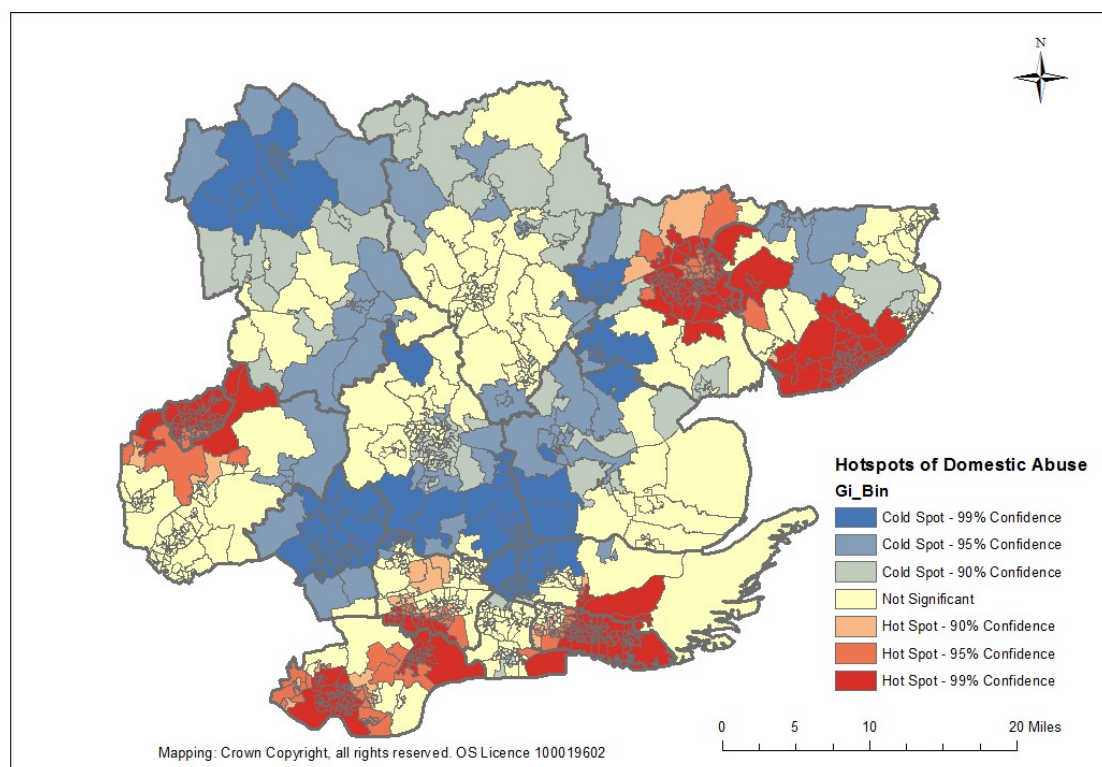 N
Hotspots of Domestic Abuse
Gi_Bin
Cold Spot - 99% Confidence
Cold Spot - 95% Confidence
Cold Spot - 90% Confidence
Not Significant
Hot Spot - 90% Confidence
Hot Spot - 95% Confidence
Hot Spot - 99% Confidence
0 5 10 20 Miles
Mapping: Crown Copyright, all rights reserved. OS Licence 100019602